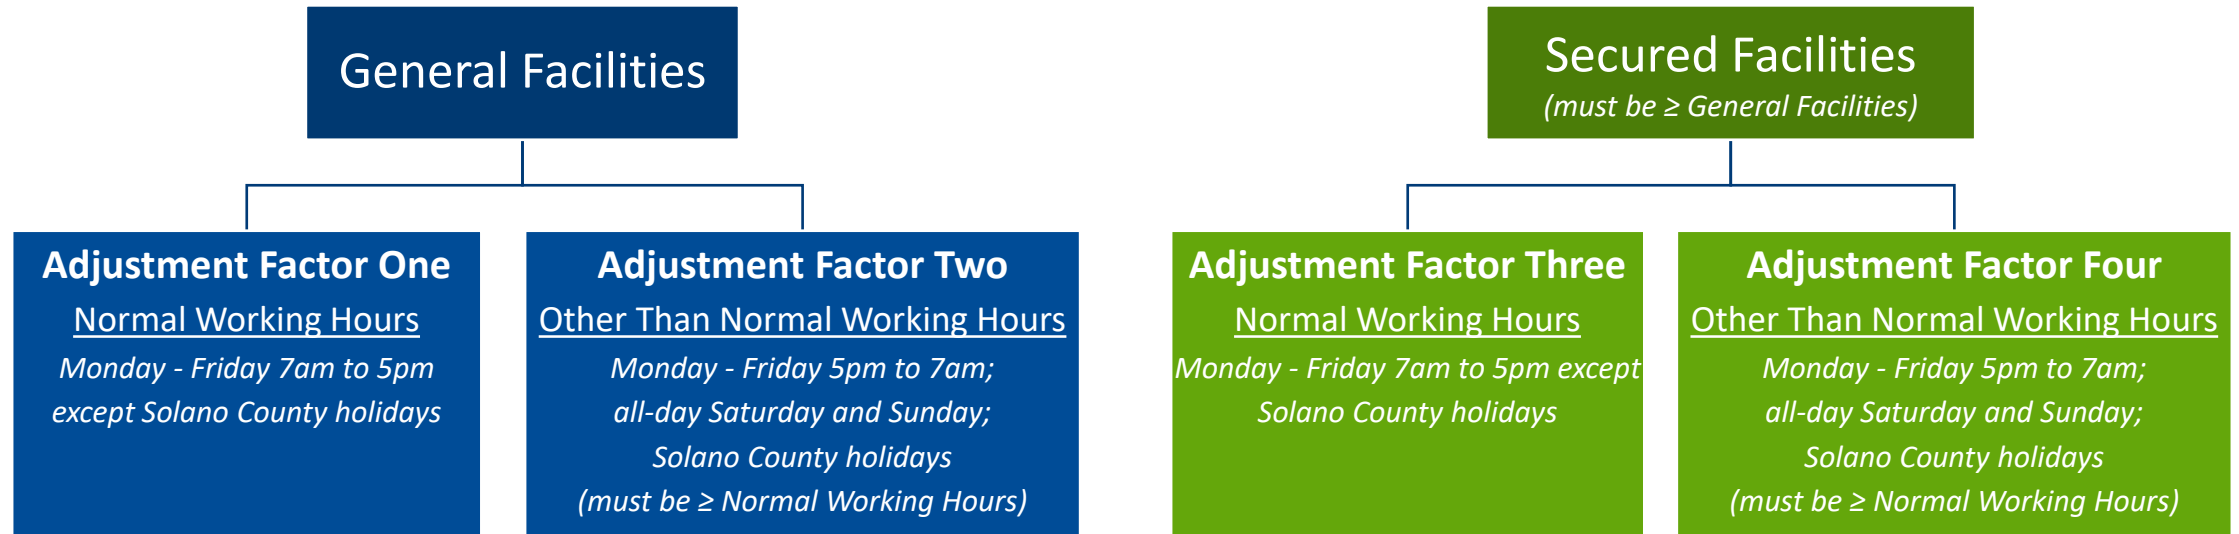 General Facilities
Secured Facilities
(must be ≥ General Facilities)
Adjustment Factor One
Normal Working Hours
Monday - Friday 7am to 5pm
except Solano County holidays
Adjustment Factor Two
Other Than Normal Working Hours
Monday - Friday 5pm to 7am;
all-day Saturday and Sunday;
Solano County holidays
(must be ≥ Normal Working Hours)
Adjustment Factor Three
Normal Working Hours
Monday - Friday 7am to 5pm except
Solano County holidays
Adjustment Factor Four
Other Than Normal Working Hours
Monday - Friday 5pm to 7am;
all-day Saturday and Sunday;
Solano County holidays
(must be ≥ Normal Working Hours)